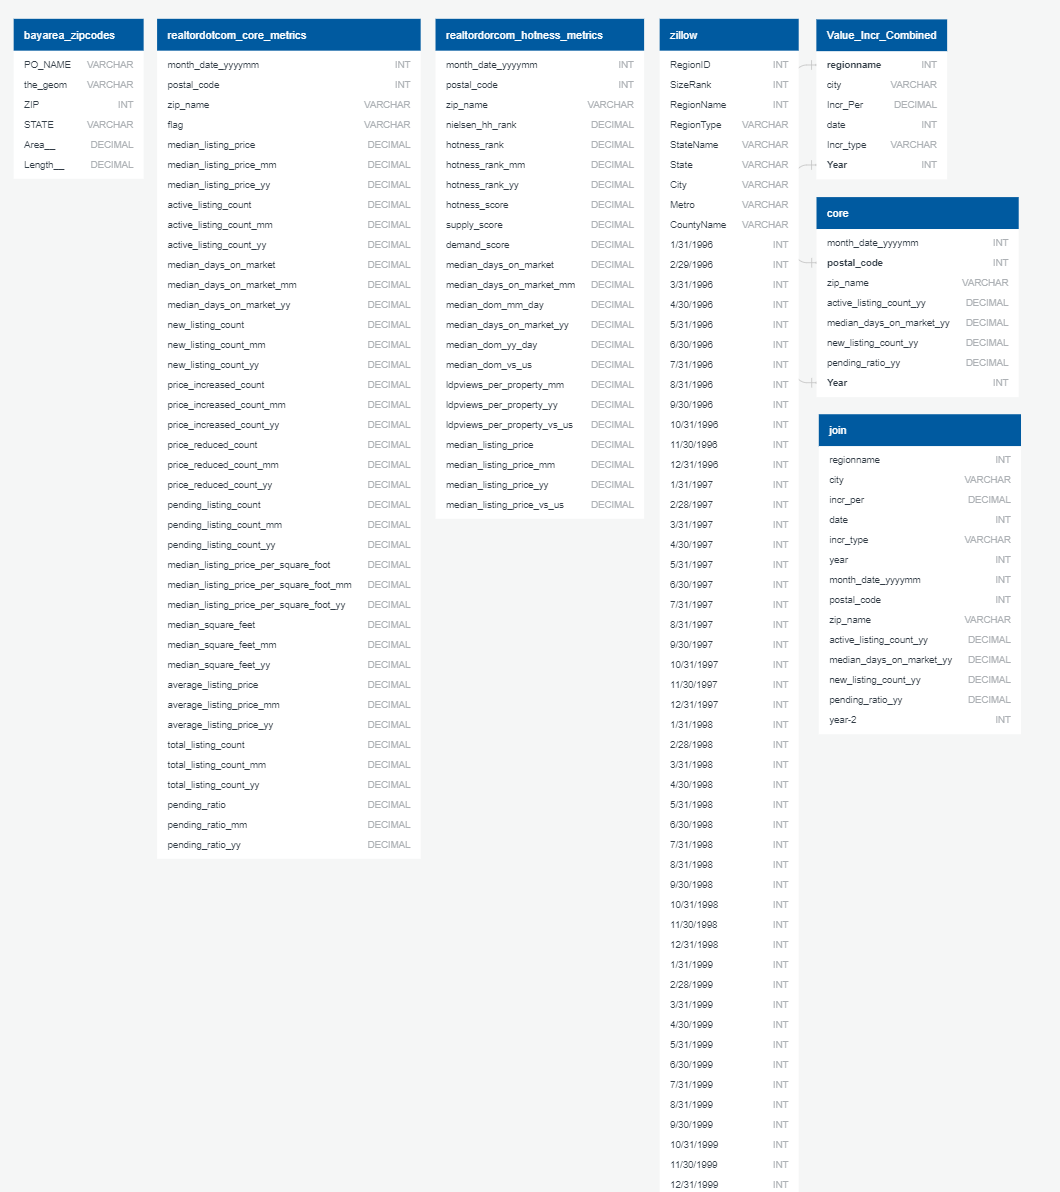 bayarea_zipcodes
PO_NAME VARCHAR
the_geom VARCHAR
ZIP INT
STATE VARCHAR
Area__ DECIMAL
Length__ DECIMAL
realtordotcom_core_metrics
month_date_yyyymm INT
postal_code INT
zip_name VARCHAR
flag VARCHAR
median_listing_price DECIMAL
median_listing_price_mm DECIMAL
median_listing_price_yy DECIMAL
active_listing_count DECIMAL
active_listing_count_mm DECIMAL
active_listing_count_yy DECIMAL
median_days_on_market DECIMAL
median_days_on_market_mm DECIMAL
median_days_on_market_yy DECIMAL
new_listing_count DECIMAL
new_listing_count_mm DECIMAL
new_listing_count_yy DECIMAL
price_increased_count DECIMAL
price_increased_count_mm DECIMAL
price_increased_count_yy DECIMAL
price_reduced_count DECIMAL
price_reduced_count_mm DECIMAL
price_reduced_count_yy DECIMAL
pending_listing_count DECIMAL
pending_listing_count_mm DECIMAL
pending_listing_count_yy DECIMAL
median_listing_price_per_square_foot DECIMAL
median_listing_price_per_square_foot_mm DECIMAL
median_listing_price_per_square_foot_yy DECIMAL
median_square_feet DECIMAL
median_square_feet_mm DECIMAL
median_square_feet_yy DECIMAL
average_listing_price DECIMAL
average_listing_price_mm DECIMAL
average_listing_price_yy DECIMAL
total_listing_count DECIMAL
total_listing_count_mm DECIMAL
total_listing_count_yy DECIMAL
pending_ratio DECIMAL
pending_ratio_mm DECIMAL
pending_ratio_yy DECIMAL
realtordorcom_hotness_metrics
month_date_yyyymm INT
postal_code INT
zip_name VARCHAR
nielsen_hh_rank DECIMAL
hotness_rank DECIMAL
hotness_rank_mm DECIMAL
hotness_rank_yy DECIMAL
hotness_score DECIMAL
supply_score DECIMAL
demand_score DECIMAL
median_days_on_market DECIMAL
median_days_on_market_mm DECIMAL
median_dom_mm_day DECIMAL
median_days_on_market_yy DECIMAL
median_dom_yy_day DECIMAL
median_dom_vs_us DECIMAL
ldpviews_per_property_mm DECIMAL
ldpviews_per_property_yy DECIMAL
ldpviews_per_property_vs_us DECIMAL
median_listing_price DECIMAL
median_listing_price_mm DECIMAL
median_listing_price_yy DECIMAL
median_listing_price_vs_us DECIMAL
zillow
RegionID INT
SizeRank INT
RegionName INT
RegionType VARCHAR
StateName VARCHAR
State VARCHAR
City VARCHAR
Metro VARCHAR
CountyName VARCHAR
1/31/1996 INT
2/29/1996 INT
3/31/1996 INT
4/30/1996 INT
5/31/1996 INT
6/30/1996 INT
7/31/1996 INT
8/31/1996 INT
9/30/1996 INT
10/31/1996 INT
11/30/1996 INT
12/31/1996 INT
1/31/1997 INT
2/28/1997 INT
3/31/1997 INT
4/30/1997 INT
5/31/1997 INT
6/30/1997 INT
7/31/1997 INT
8/31/1997 INT
9/30/1997 INT
10/31/1997 INT
11/30/1997 INT
12/31/1997 INT
1/31/1998 INT
2/28/1998 INT
3/31/1998 INT
4/30/1998 INT
5/31/1998 INT
6/30/1998 INT
7/31/1998 INT
8/31/1998 INT
9/30/1998 INT
10/31/1998 INT
11/30/1998 INT
12/31/1998 INT
1/31/1999 INT
2/28/1999 INT
3/31/1999 INT
4/30/1999 INT
5/31/1999 INT
6/30/1999 INT
7/31/1999 INT
8/31/1999 INT
9/30/1999 INT
10/31/1999 INT
11/30/1999 INT
12/31/1999 INT
Value_Incr_Combined
regionname INT
city VARCHAR
Incr_Per DECIMAL
date INT
Incr_type VARCHAR
Year INT
core
month_date_yyyymm INT
postal_code INT
zip_name VARCHAR
active_listing_count_yy DECIMAL
median_days_on_market_yy DECIMAL
new_listing_count_yy DECIMAL
pending_ratio_yy DECIMAL
Year INT
join
regionname INT
city VARCHAR
incr_per DECIMAL
date INT
incr_type VARCHAR
year INT
month_date_yyyymm INT
postal_code INT
zip_name VARCHAR
active_listing_count_yy DECIMAL
median_days_on_market_yy DECIMAL
new_listing_count_yy DECIMAL
pending_ratio_yy DECIMAL
year-2 INT